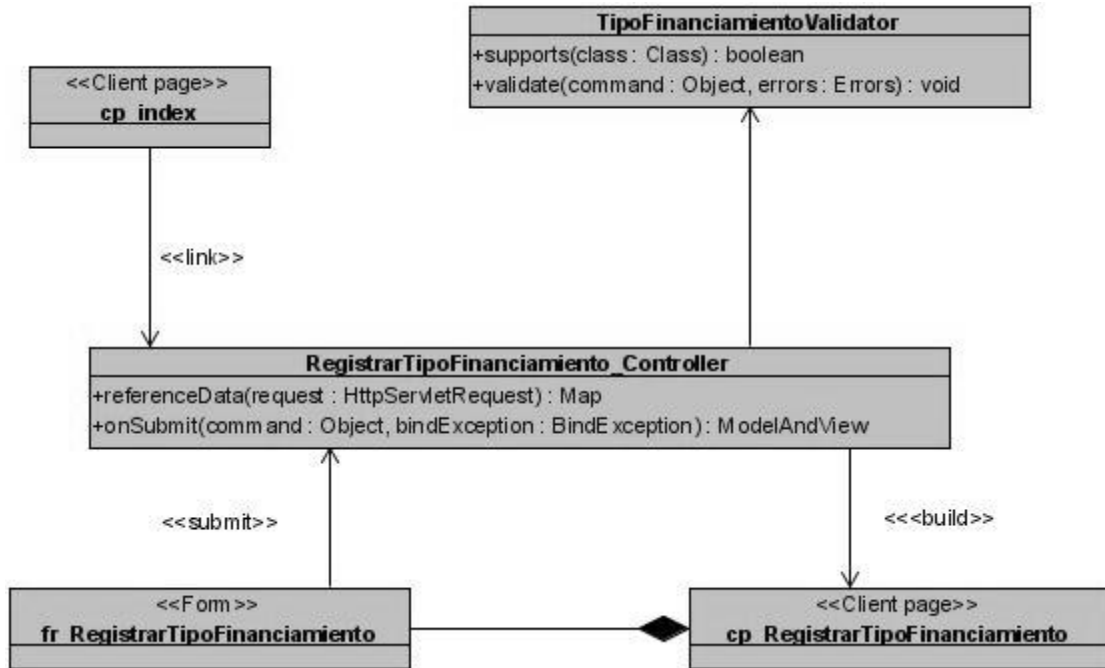 TipoFinanciamientoValidator
+supports(class : Class) : boolean
+validate(command : Object, errors : Errors) : void
<<Client page>>
cp_index
<<link>>
RegistrarTipoFinanciamiento_Controller
+referenceData(request : HttpServletRequest) : Map
+onSubmit(command : Object, bindException : BindException) : ModelAndView
<<submit>>
<<<build>>
<<Form>>
fr_RegistrarTipoFinanciamiento
<<Client page>>
cp_RegistrarTipoFinanciamiento